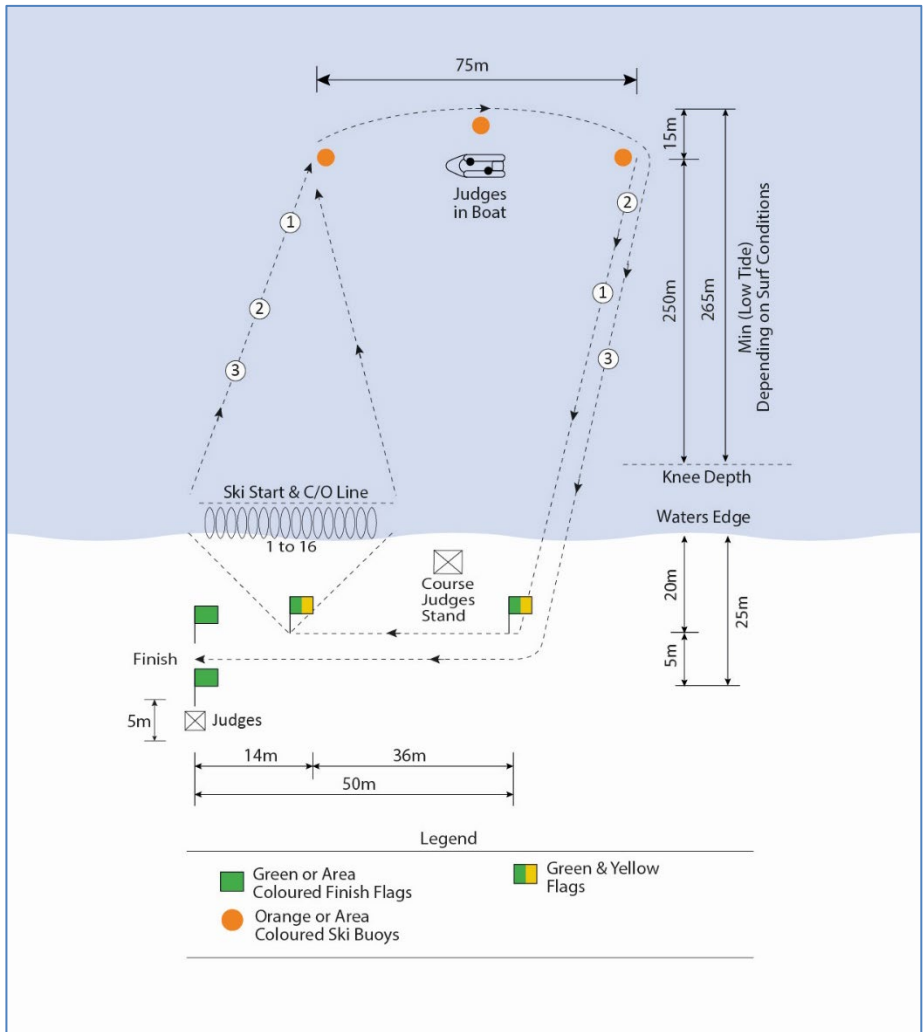 75m
15m
Judges
in Boat
1
2
2
1
3
3
250m
265m
Min (Low Tide)
Depending on Surf Conditions
Knee Depth
Ski Start & C/O Line
Waters Edge
1 to 16
Course
Judges
Stand
20m
25m
5m
Finish
5m
Judges
14m
36m
50m
Legend
Green or Area
Coloured Finish Flags
Green & Yellow
Flags
Orange or Area
Coloured Ski Buoys